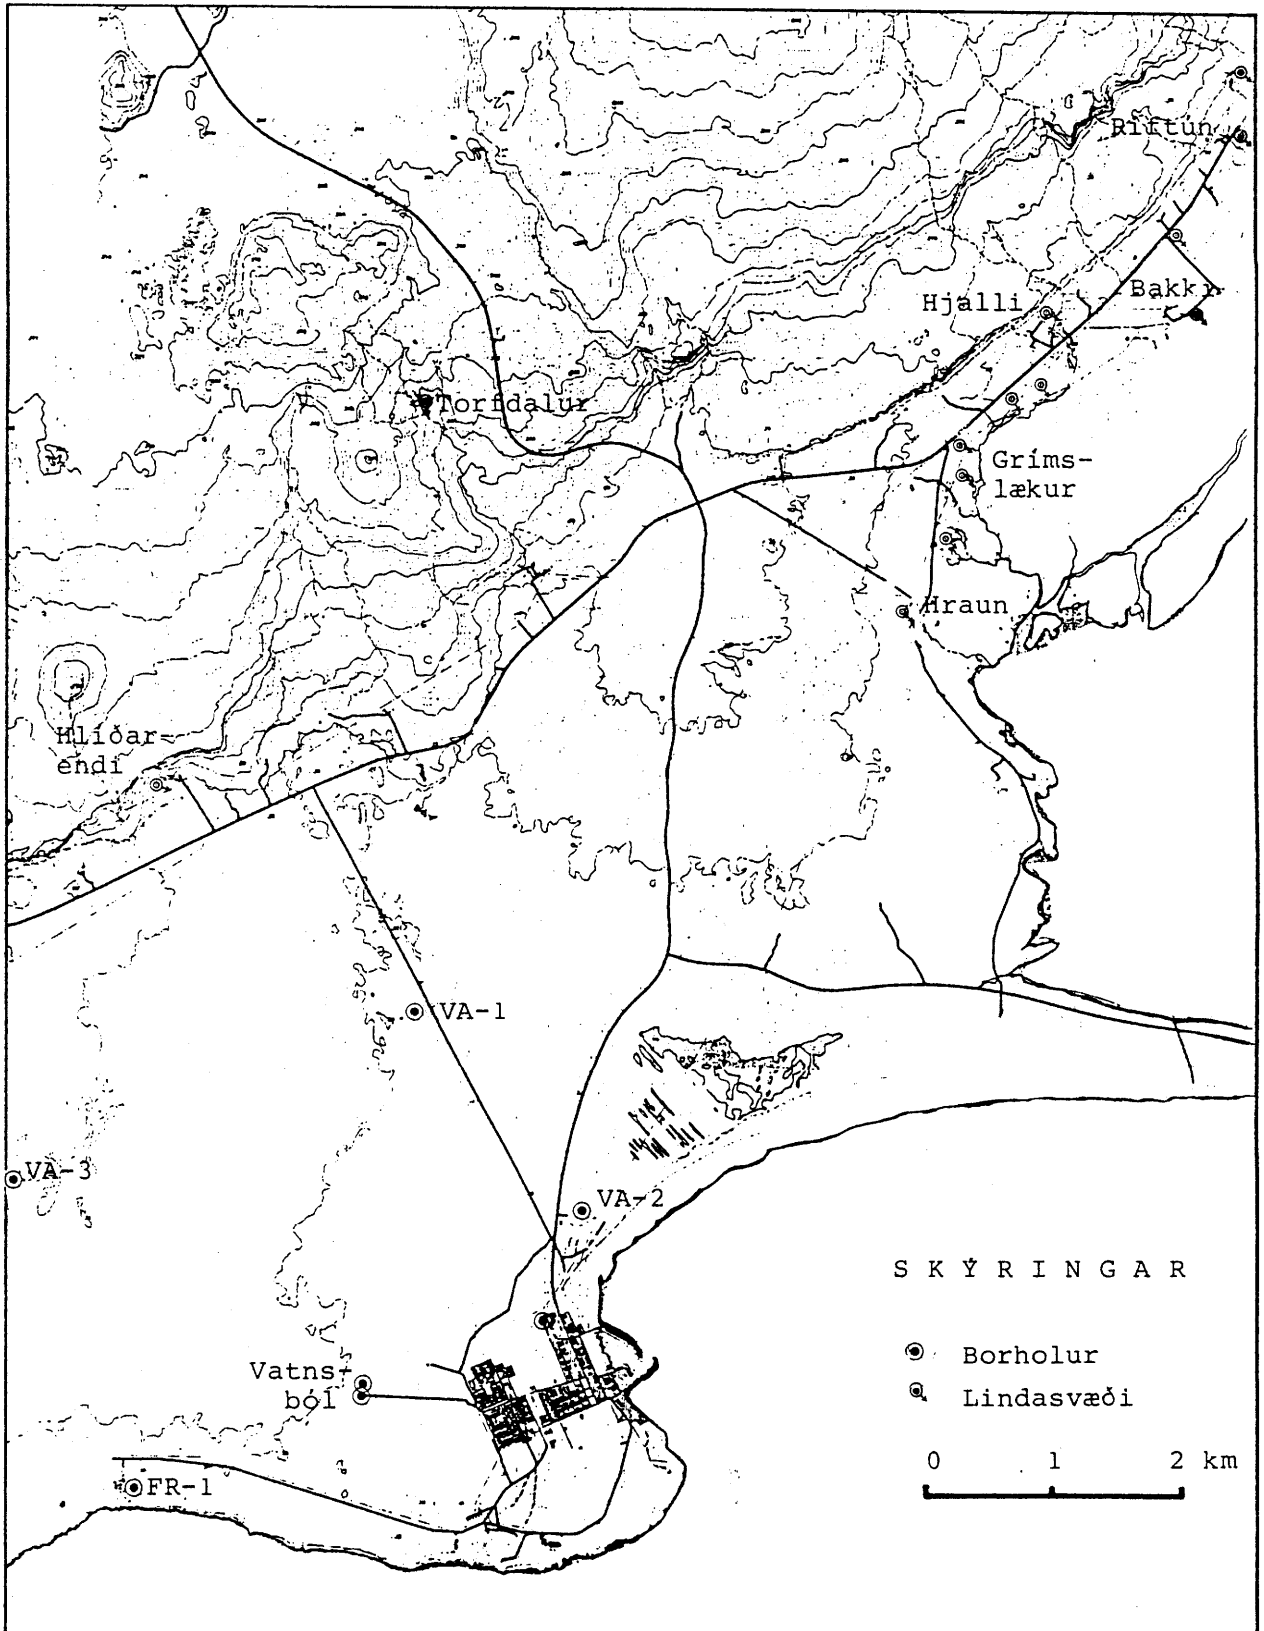 Riftun
Bakki
Hjalli
Torfdalur
Gríms-
lækur
Hraun
Hlíðar-
endi
VA-1
VA-3
VA-2
SKÝRINGAR
Borholur
Vatns-
ból
Lindasvæði
0 1 2 km
FR-1